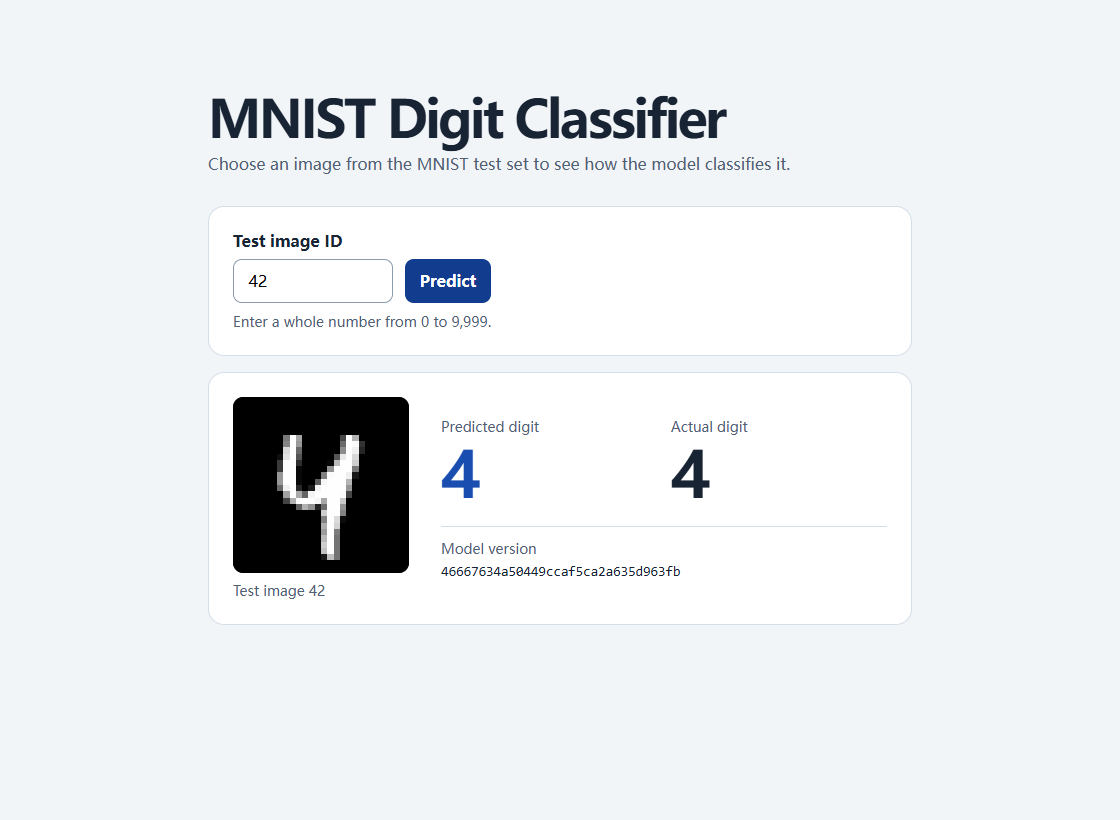 MNIST Digit Classifier
Choose an image from the MNIST test set to see how the model classifies it.
Test image ID
42
Predict
Enter a whole number from 0 to 9,999.
4
Test image 42
Predicted digit
4
Actual digit
4
Model version
46667634a50449ccaf5ca2a635d963fb